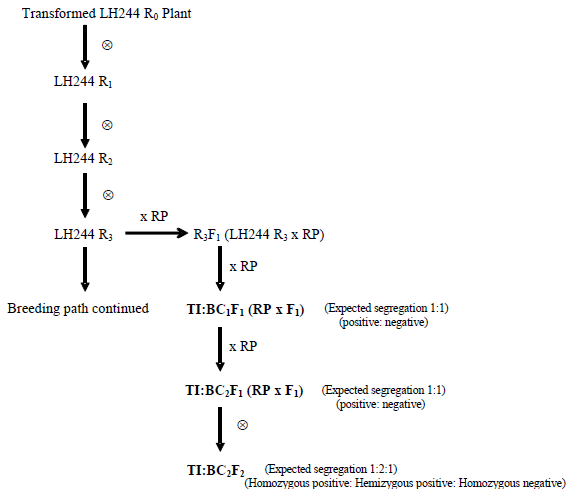 Transformed LH244 R₀ Plant
⊗
LH244 R₁
⊗
LH244 R₂
⊗
x RP
LH244 R₃ R₃F₁ (LH244 R₃ x RP)
x RP
Breeding path continued TI:BC₁F₁ (RP x F₁) (Expected segregation 1:1)
(positive: negative)
x RP
TI:BC₂F₁ (RP x F₁) (Expected segregation 1:1)
(positive: negative)
⊗
TI:BC₂F₂ (Expected segregation 1:2:1)
(Homozygous positive: Hemizygous positive: Homozygous negative)